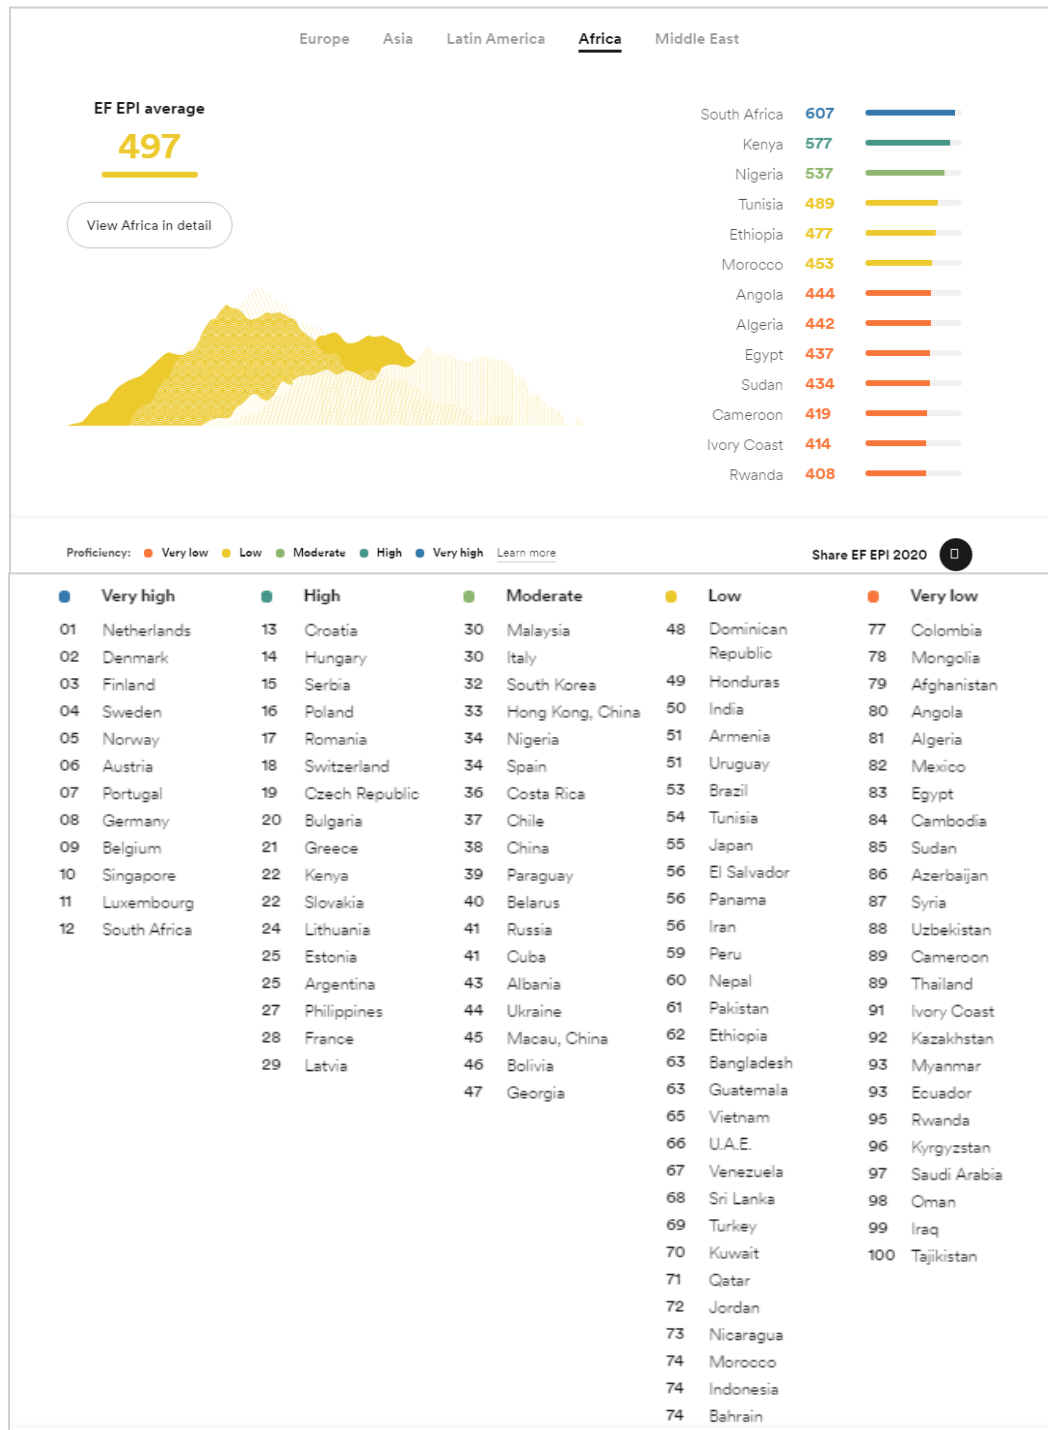 Europe Asia Latin America Africa Middle East
EF EPI average
497
View Africa in detail
South Africa 607
Kenya 577
Nigeria 537
Tunisia 489
Ethiopia 477
Morocco 453
Angola 444
Algeria 442
Egypt 437
Sudan 434
Cameroon 419
Ivory Coast 414
Rwanda 408
Proficiency: Very low Low Moderate High Very high Learn more
Share EF EPI 2020
Very high
01 Netherlands
02 Denmark
03 Finland
04 Sweden
05 Norway
06 Austria
07 Portugal
08 Germany
09 Belgium
10 Singapore
11 Luxembourg
12 South Africa
High
13 Croatia
14 Hungary
15 Serbia
16 Poland
17 Romania
18 Switzerland
19 Czech Republic
20 Bulgaria
21 Greece
22 Kenya
22 Slovakia
24 Lithuania
25 Estonia
25 Argentina
27 Philippines
28 France
29 Latvia
Moderate
30 Malaysia
30 Italy
32 South Korea
33 Hong Kong, China
34 Nigeria
34 Spain
36 Costa Rica
37 Chile
38 China
39 Paraguay
40 Belarus
41 Russia
41 Cuba
43 Albania
44 Ukraine
45 Macau, China
46 Bolivia
47 Georgia
Low
48 Dominican
Republic
49 Honduras
50 India
51 Armenia
51 Uruguay
53 Brazil
54 Tunisia
55 Japan
56 El Salvador
56 Panama
56 Iran
59 Peru
60 Nepal
61 Pakistan
62 Ethiopia
63 Bangladesh
63 Guatemala
65 Vietnam
66 U.A.E.
67 Venezuela
68 Sri Lanka
69 Turkey
70 Kuwait
71 Qatar
72 Jordan
73 Nicaragua
74 Morocco
74 Indonesia
74 Bahrain
Very low
77 Colombia
78 Mongolia
79 Afghanistan
80 Angola
81 Algeria
82 Mexico
83 Egypt
84 Cambodia
85 Sudan
86 Azerbaijan
87 Syria
88 Uzbekistan
89 Cameroon
89 Thailand
91 Ivory Coast
92 Kazakhstan
93 Myanmar
93 Ecuador
95 Rwanda
96 Kyrgyzstan
97 Saudi Arabia
98 Oman
99 Iraq
100 Tajikistan